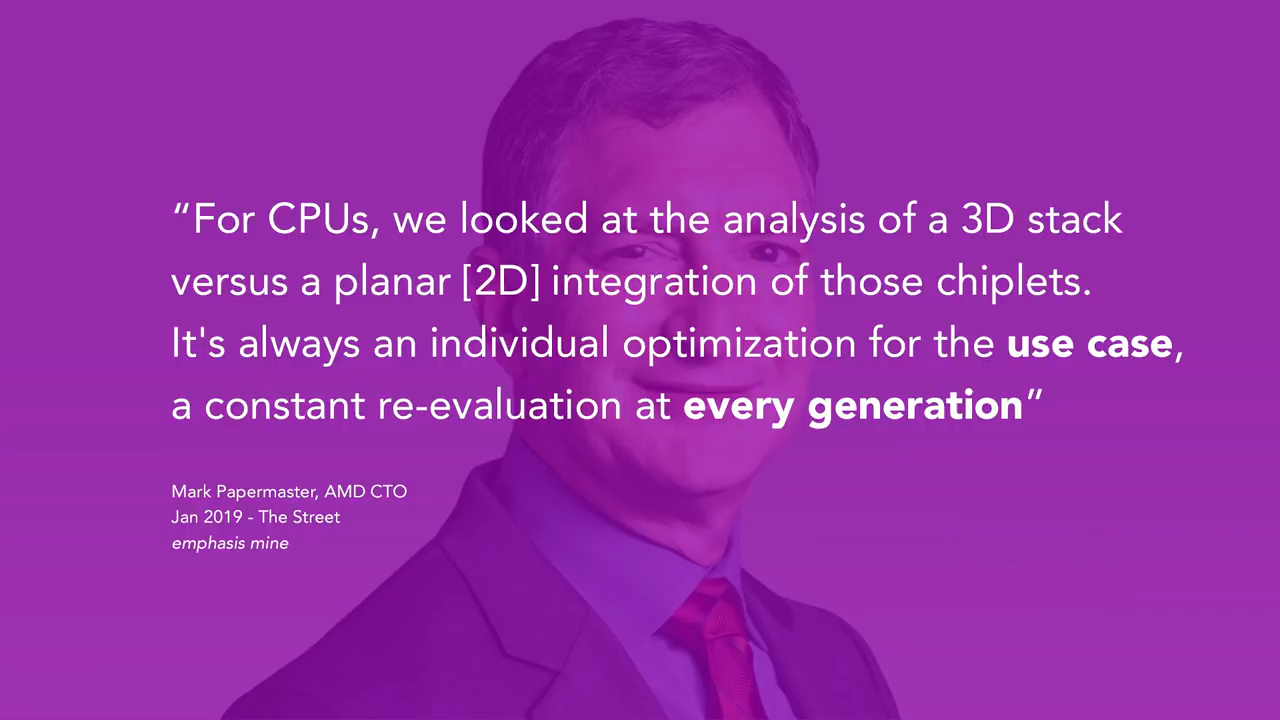 “For CPUs, we looked at the analysis of a 3D stack
versus a planar [2D] integration of those chiplets.
It's always an individual optimization for the use case,
a constant re-evaluation at every generation”
Mark Papermaster, AMD CTO
Jan 2019 - The Street
emphasis mine